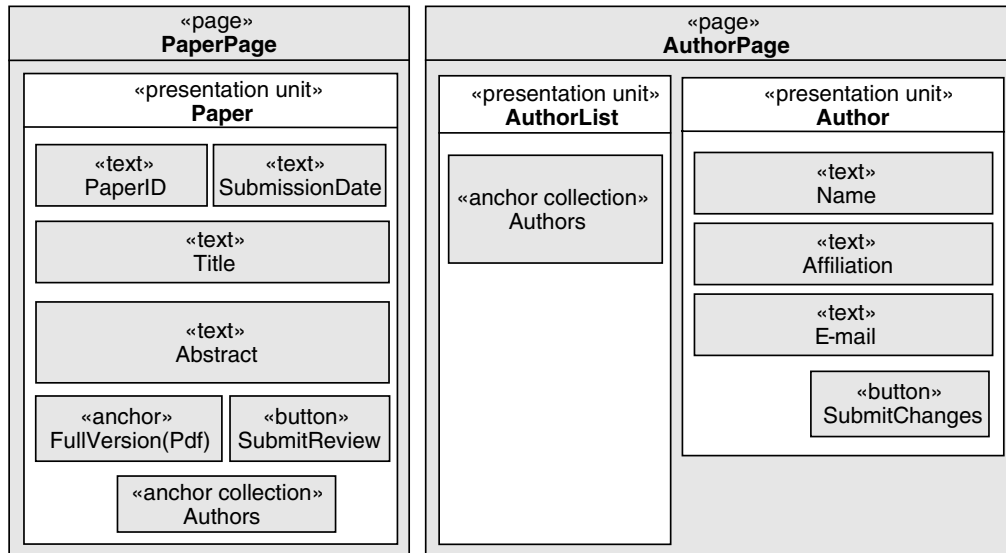 «page»
PaperPage
«presentation unit»
Paper
«text»
PaperID
«text»
SubmissionDate
«text»
Title
«text»
Abstract
«anchor»
FullVersion(Pdf)
«button»
SubmitReview
«anchor collection»
Authors
«page»
AuthorPage
«presentation unit»
AuthorList
«anchor collection»
Authors
«presentation unit»
Author
«text»
Name
«text»
Affiliation
«text»
E-mail
«button»
SubmitChanges